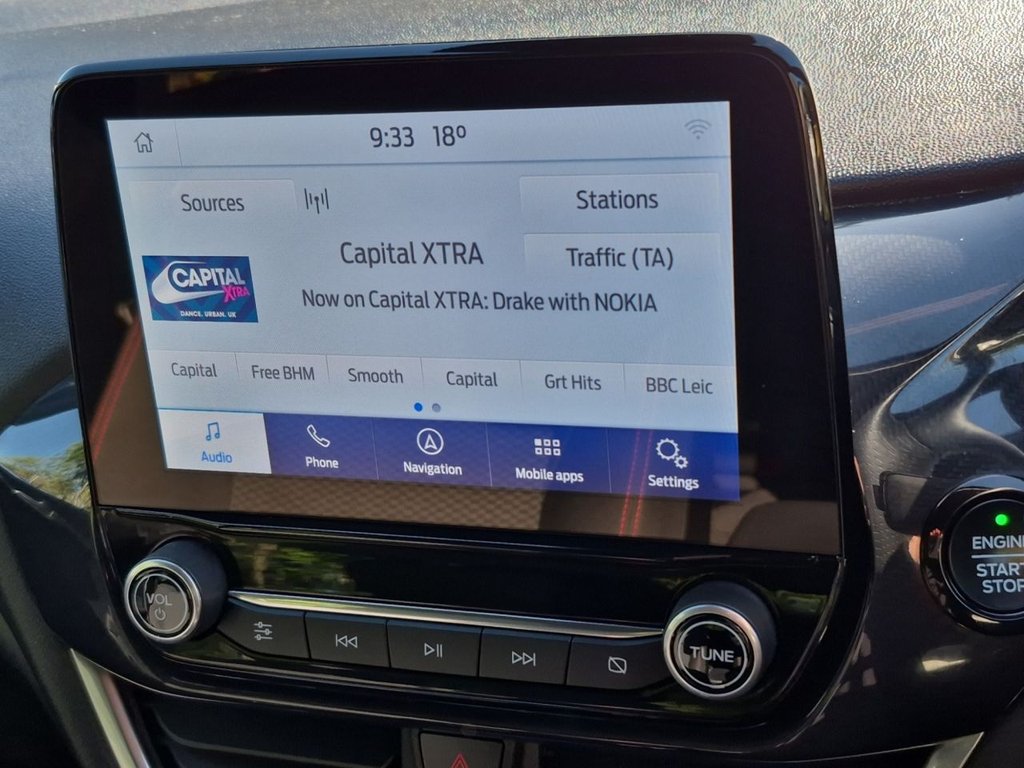 9:33 18º
Sources
Stations
Capital XTRA
Traffic (TA)
CAPITAL
XTRA
DANCE. URBAN. UK
Now on Capital XTRA: Drake with NOKIA
Capital Free BHM Smooth Capital Grt Hits BBC Leic
Audio Phone Navigation Mobile apps Settings
VOL
TUNE
ENGINE
START
STOP